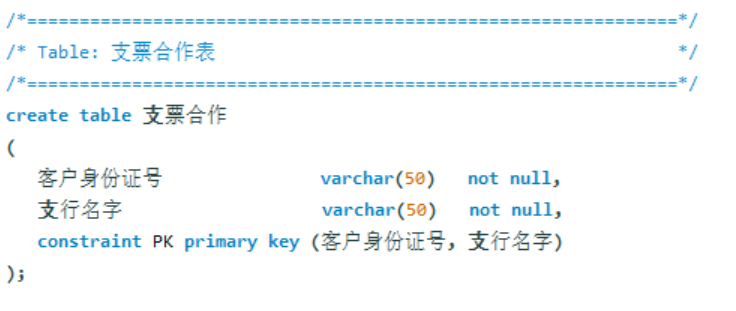 /*==============================================================*/
/* Table: 支票合作表                                              */
/*==============================================================*/
create table 支票合作
(
   客户身份证号               varchar(50)   not null,
   支行名字                   varchar(50)   not null,
   constraint PK primary key (客户身份证号，支行名字)
);